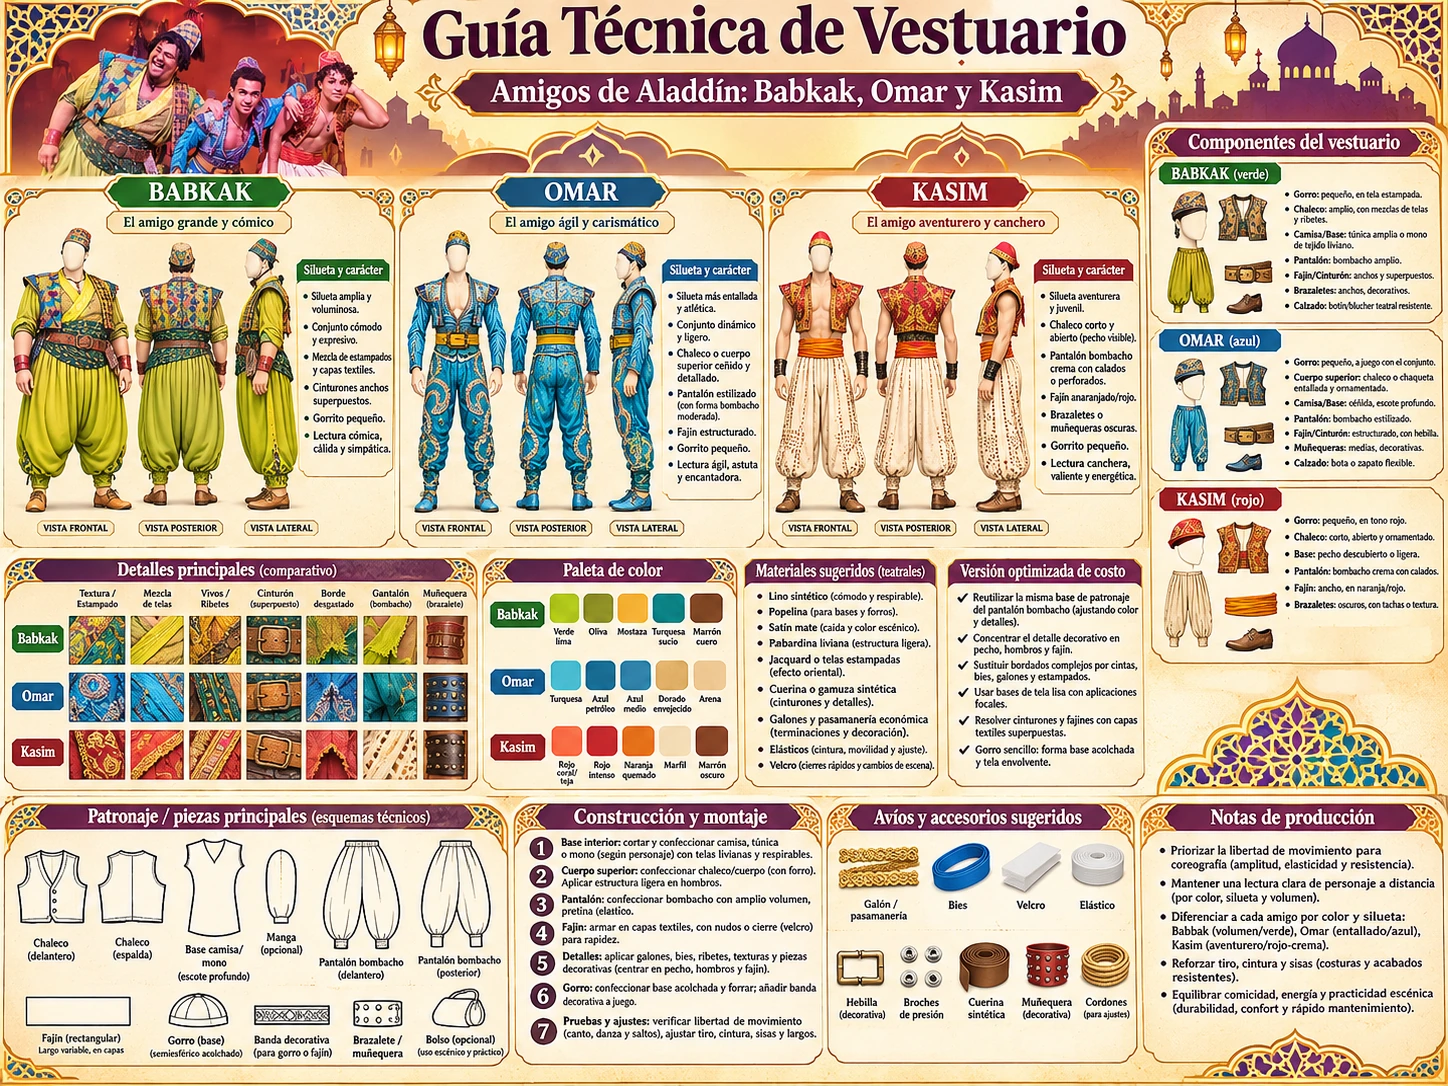 Guía Técnica de Vestuario
Amigos de Aladdín: Babkak, Omar y Kasim
BABKAK
El amigo grande y cómico
Silueta y carácter
• Silueta amplia y
voluminosa.
• Conjunto cómodo
y expresivo.
• Mezcla de estampados
y capas textiles.
• Cinturones anchos
superpuestos.
• Gorrito pequeño.
• Lectura cómica,
cálida y simpática.
VISTA FRONTAL
VISTA POSTERIOR
VISTA LATERAL
OMAR
El amigo ágil y carismático
Silueta y carácter
• Silueta más entallada
y atlética.
• Conjunto dinámico
y ligero.
• Chaleco o cuerpo
superior ceñido y
detallado.
• Pantalón estilizado
(con forma bombacho
moderada).
• Fajin estructurado.
• Gorrito pequeño.
• Lectura ágil, astuta
y encantadora.
VISTA FRONTAL
VISTA POSTERIOR
VISTA LATERAL
KASIM
El amigo aventurero y canchero
Silueta y carácter
• Silueta aventurera
y juvenil.
• Chaleco corto y
abierto (pecho visible).
• Pantalón bombacho
crema con calados
o perforados.
• Fajín anaranjado/rojo.
• Brazaletes o
muñequeras oscuras.
• Gorrito pequeño.
• Lectura canchera,
valiente y energética.
VISTA FRONTAL
VISTA POSTERIOR
VISTA LATERAL
Componentes del vestuario
BABKAK (verde)
• Gorro: pequeño, en tela estampada.
• Chaleco: amplio, con mezclas de telas
y ribetes.
• Camisa/Base: túnica amplia o mono
de tejido liviano.
• Pantalón: bombacho amplio.
• Fajín/Cinturón: anchos y superpuestos.
• Brazaletes: anchos, decorativos.
• Calzado: botín/blucher teatral resistente.
OMAR (azul)
• Gorro: pequeño, a juego con el conjunto.
• Cuerpo superior: chaleco o chaqueta
entallada y ornamentado.
• Camisa/Base: céñida, escote profundo.
• Pantalón: bombacho estilizado.
• Fajin/Cinturón: estructurado, con hebilla.
• Muñequeras: medias, decorativas.
• Calzado: bota o zapato flexible.
KASIM (rojo)
• Gorro: pequeño, en tono rojo.
• Chaleco: corto, abierto y ornamentado.
• Base: pecho descubierto o ligera.
• Pantalón: bombacho crema con calados.
• Fajín: ancho, en naranja/rojo.
• Brazaletes: oscuros, con tachas o textura.
Detalles principales (comparativo)
Textura /
Estampado
Mezcla
de telas
Vivos /
Ribetes
Cinturón
(superpuesto)
Borde
desgastado
Gantalón
(bombacho)
Muñequera
(brazalete)
Babkak
Omar
Kasim
Paleta de color
Babkak
Verde
lima
Oliva
Mostaza
Turquesa
sucio
Marrón
cuero
Omar
Turquesa
Azul
petróleo
Azul
medio
Dorado
envejecido
Arena
Kasim
Rojo
coral/
teja
Rojo
intenso
Naranja
quemado
Marfil
Marrón
oscuro
Materiales sugeridos (teatrales)
• Lino sintético (cómodo y respirable).
• Popelina (para bases y forros).
• Satín mate (caida y color escénico).
• Pabardina liviana (estructura ligera).
• Jacquard o telas estampadas
(efecto oriental).
• Cuerina o gamuza sintética
(cinturones y detalles).
• Galones y pasamanería económica
(terminaciones y decoración).
• Elásticos (cintura, movilidad y ajuste).
• Velcro (cierres rápidos y cambios de escena).
Versión optimizada de costo
✓ Reutilizar la misma base de patronaje
del pantalón bombacho (ajustando color
y detalles).
✓ Concentrar el detalle decorativo en
pecho, hombros y fajin.
✓ Sustituir bordados complejos por cintas,
bies, galones y estampados.
✓ Usar bases de tela lisa con aplicaciones
focales.
✓ Resolver cinturones y fajines con capas
textiles superpuestas.
✓ Gorro sencillo: forma base acolchada
y tela envolvente.
Patronaje / piezas principales (esquemas técnicos)
Chaleco
(delantero)
Chaleco
(espalda)
Base camisa/
mono
(escote profundo)
Manga
(opcional)
Pantalón bombacho
(delantero)
Pantalón bombacho
(posterior)
Fajín (rectangular)
Largo variable, en capas
Gorro (base)
(semiesférico acolchado)
Banda decorativa
(para gorro o fajín)
Brazalete /
muñequera
Bolso (opcional)
(uso escénico y práctico)
Construcción y montaje
1 Base interior: cortar y confeccionar camisa, túnica
o mono (según personaje) con telas livianas y respirables.
2 Cuerpo superior: confeccionar chaleco/cuerpo (con forro).
Aplicar estructura ligera en hombros.
3 Pantalón: confeccionar bombacho con amplio volumen,
pretina (elatico.
4 Fajin: armar en capas textiles, con nudos o cierre (velcro)
para rapidez.
5 Detalles: aplicar galones, bies, ribetes, texturas y piezas
decorativas (centrar en pecho, hombros y fajin).
6 Gorro: confeccionar base acolchada y forrar; añadir banda
decorativa a juego.
7 Pruebas y ajustes: verificar libertad de movimiento
(canto, danza y saltos), ajustar tiro, cintura, sisas y largos.
Avíos y accesorios sugeridos
Galón /
pasamanería
Bies
Velcro
Elástico
Hebilla
(decorativa)
Broches
de presión
Cuerina
sintética
Muñequera
(decorativa)
Cordones
(para ajustes)
Notas de producción
• Priorizar la libertad de movimiento para
coreografía (amplitud, elasticidad y resistencia).
• Mantener una lectura clara de personaje a distancia
(por color, silueta y volumen).
• Diferenciar a cada amigo por color y silueta:
Babkak (volumen/verde), Omar (entallado/azul),
Kasim (aventurero/rojo-crema).
• Reforzar tiro, cintura y sisas (costuras y acabados
resistentes).
• Equilibrar comicidad, energía y practicidad escénica
(durabilidad, confort y rápido mantenimiento).